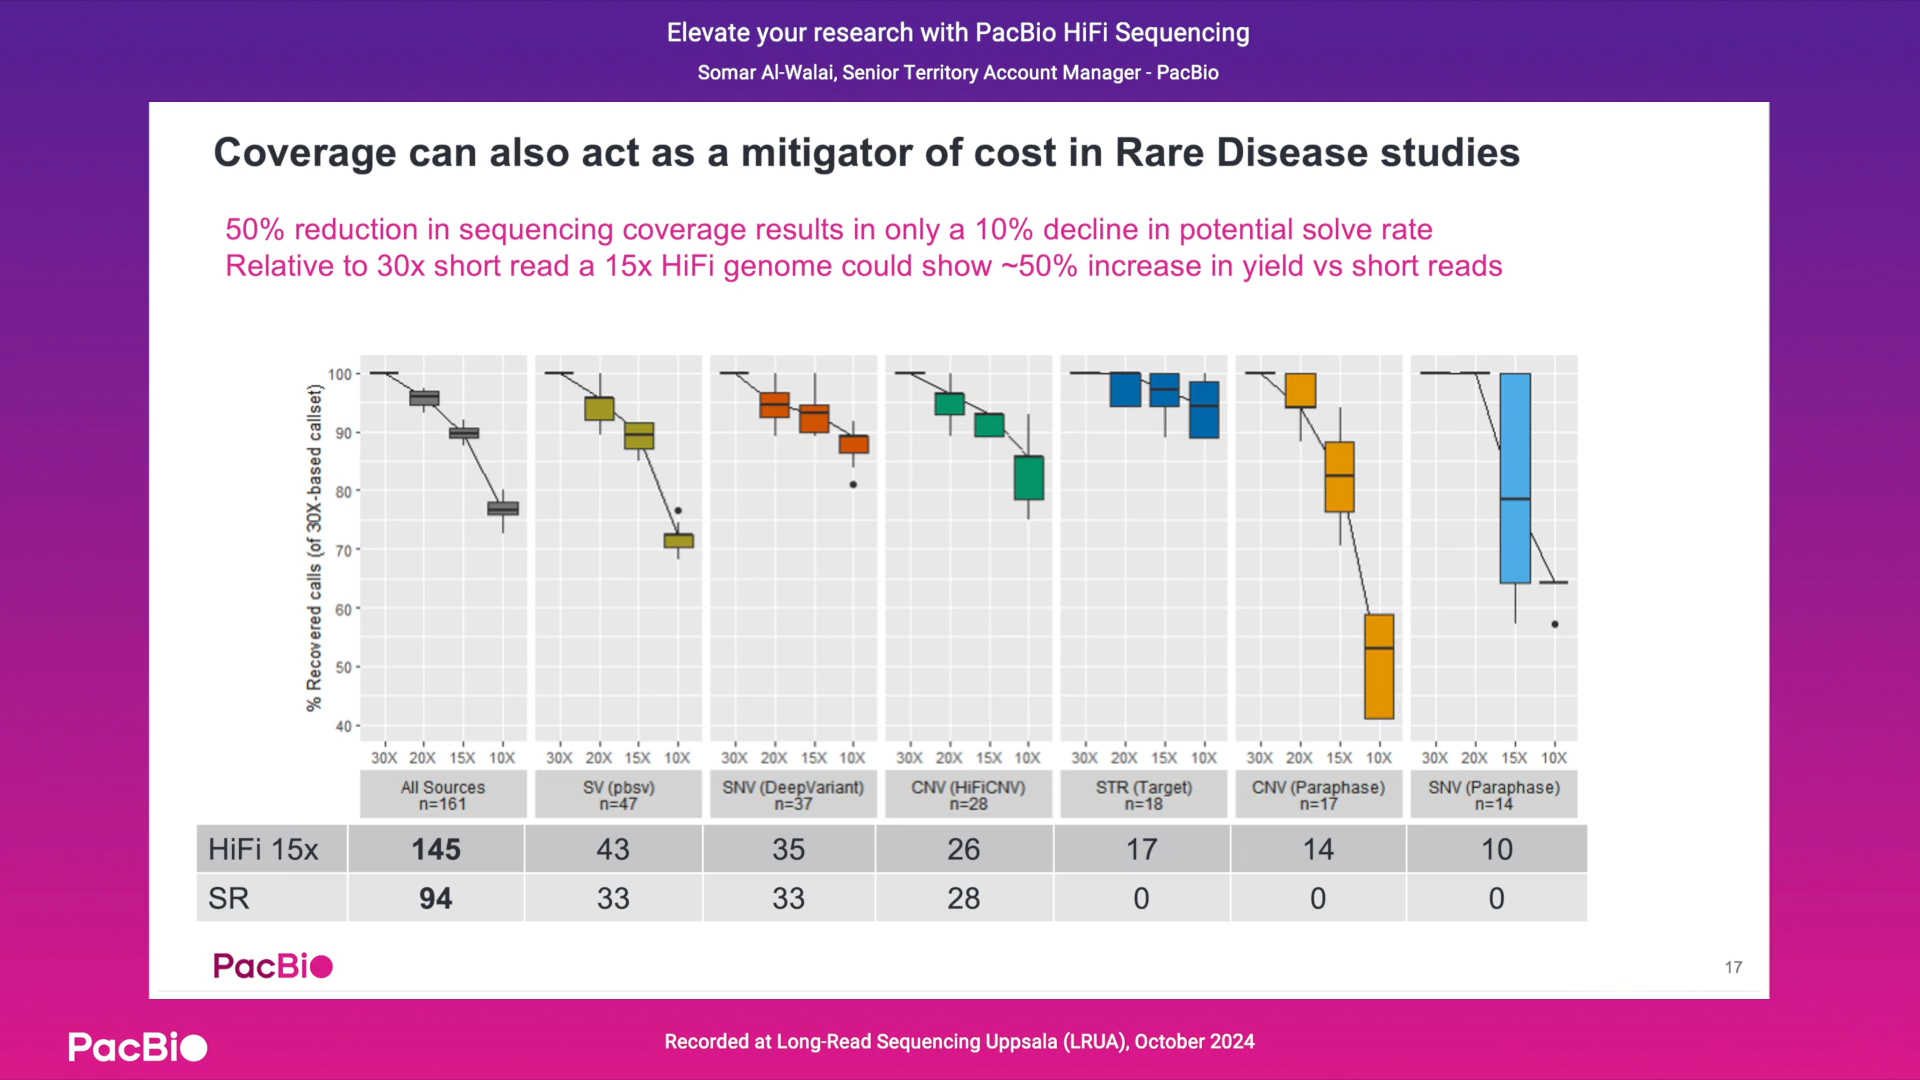 Elevate your research with PacBio HiFi Sequencing
Somar Al-Walai, Senior Territory Account Manager - PacBio
Coverage can also act as a mitigator of cost in Rare Disease studies
50% reduction in sequencing coverage results in only a 10% decline in potential solve rate
Relative to 30x short read a 15x HiFi genome could show ~50% increase in yield vs short reads
% Recovered calls (of 30X-based callset)
100
90
80
70
60
50
40
30X 20X 15X 10X 30X 20X 15X 10X 30X 20X 15X 10X 30X 20X 15X 10X 30X 20X 15X 10X 30X 20X 15X 10X 30X 20X 15X 10X
All Sources SV (pbsv) SNV (DeepVariant) CNV (HiFiCNV) STR (Target) CNV (Paraphase) SNV (Paraphase)
n=161 n=47 n=37 n=28 n=18 n=17 n=14
HiFi 15x 145 43 35 26 17 14 10
SR 94 33 33 28 0 0 0
PacBio
17
PacBio
Recorded at Long-Read Sequencing Uppsala (LRUA), October 2024